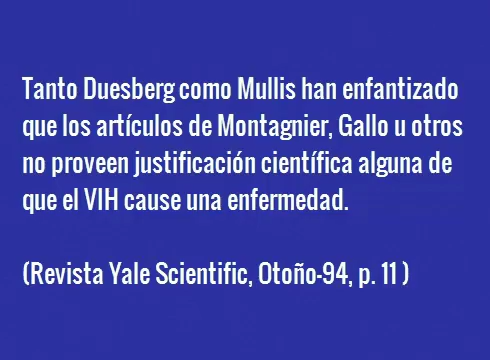 Tanto Duesberg como Mullis han enfantizado
que los artículos de Montagnier, Gallo u otros
no proveen justificación científica alguna de
que el VIH cause una enfermedad.
(Revista Yale Scientific, Otoño-94, p. 11 )